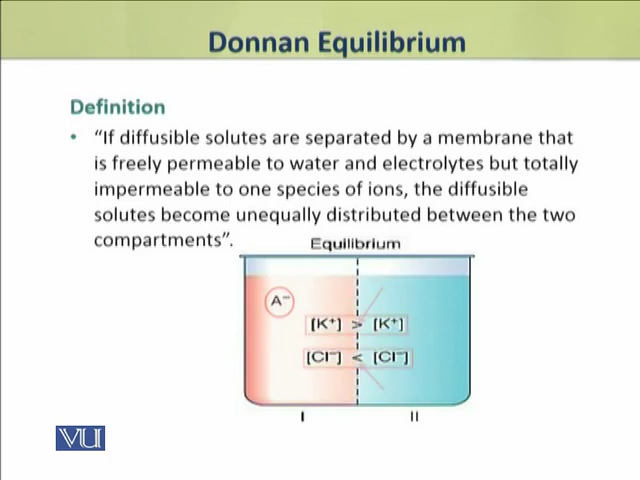 Donnan Equilibrium
Definition
• “If diffusible solutes are separated by a membrane that
is freely permeable to water and electrolytes but totally
impermeable to one species of ions, the diffusible
solutes become unequally distributed between the two
compartments”.
Equilibrium
A⁻
[K⁺] > [K⁺]
[Cl⁻] < [Cl⁻]
I II
VU